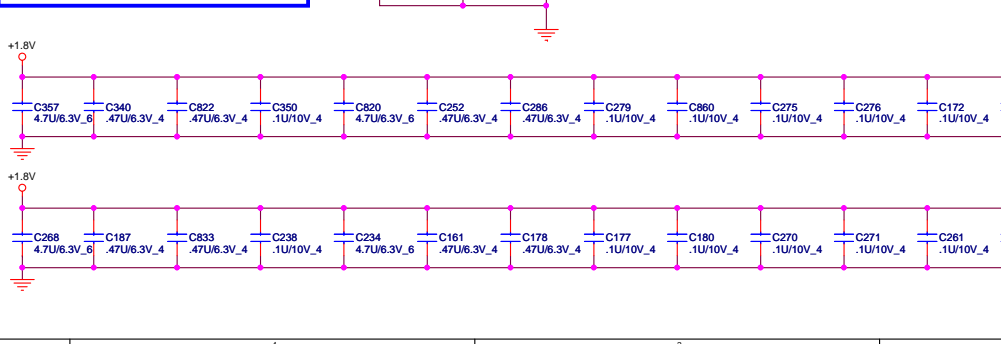 +1.8V
C357 C340 C822 C350 C820 C252 C286 C279 C860 C275 C276 C172
4.7U/6.3V_6 .47U/6.3V_4 .47U/6.3V_4 .1U/10V_4 4.7U/6.3V_6 .47U/6.3V_4 .47U/6.3V_4 .1U/10V_4 .1U/10V_4 .1U/10V_4 .1U/10V_4 .1U/10V_4
+1.8V
C268 C187 C833 C238 C234 C161 C178 C177 C180 C270 C271 C261
4.7U/6.3V_6 .47U/6.3V_4 .47U/6.3V_4 .1U/10V_4 4.7U/6.3V_6 .47U/6.3V_4 .47U/6.3V_4 .1U/10V_4 .1U/10V_4 .1U/10V_4 .1U/10V_4 .1U/10V_4